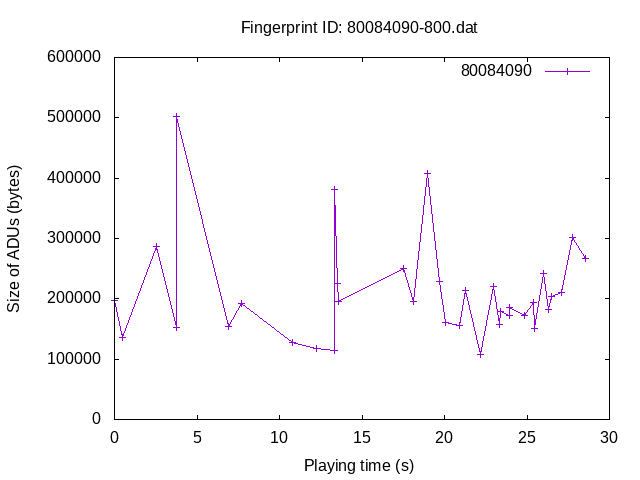 Fingerprint ID: 80084090-800.dat
80084090
Size of ADUs (bytes)
600000
500000
400000
300000
200000
100000
0
0 5 10 15 20 25 30
Playing time (s)